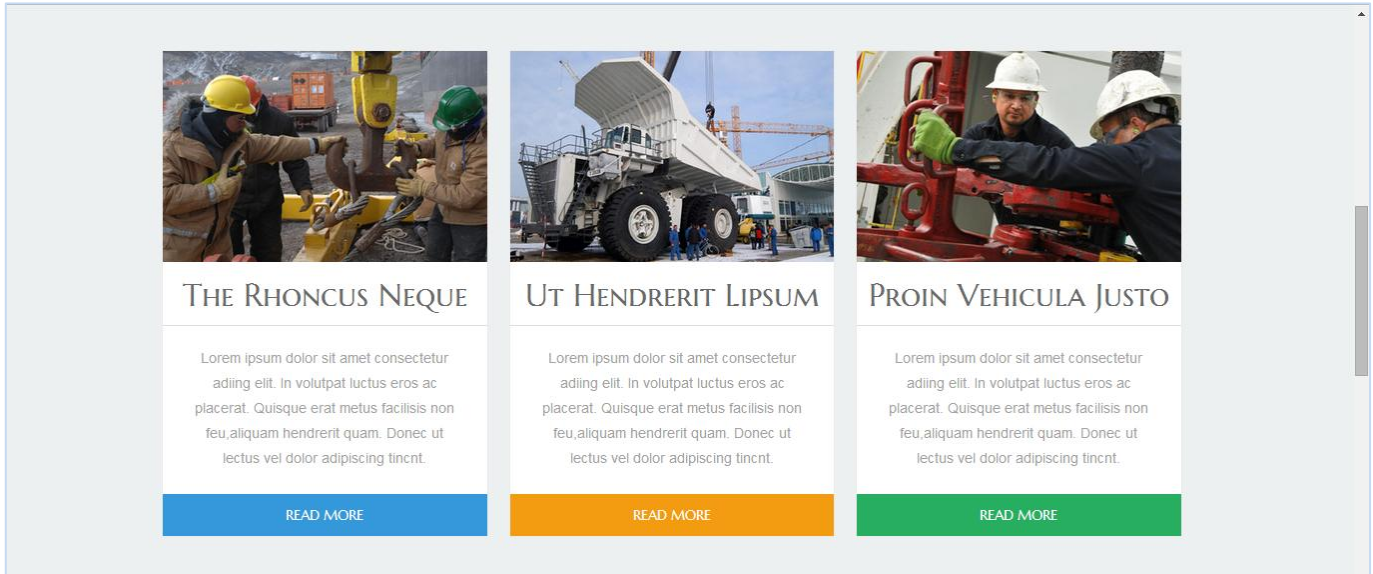 The Rhoncus Neque
Lorem ipsum dolor sit amet consectetur
adiing elit. In volutpat luctus eros ac
placerat. Quisque erat metus facilisis non
feu,aliquam hendrerit quam. Donec ut
lectus vel dolor adipiscing tincnt.
READ MORE
Ut Hendrerit Lipsum
Lorem ipsum dolor sit amet consectetur
adiing elit. In volutpat luctus eros ac
placerat. Quisque erat metus facilisis non
feu,aliquam hendrerit quam. Donec ut
lectus vel dolor adipiscing tincnt.
READ MORE
Proin Vehicula Justo
Lorem ipsum dolor sit amet consectetur
adiing elit. In volutpat luctus eros ac
placerat. Quisque erat metus facilisis non
feu,aliquam hendrerit quam. Donec ut
lectus vel dolor adipiscing tincnt.
READ MORE